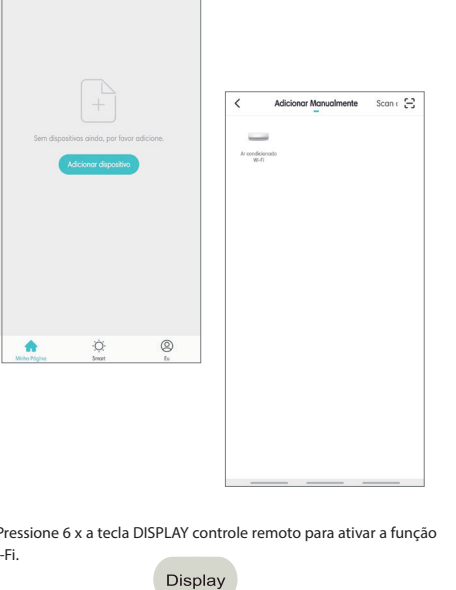 Sem dispositivos ainda, por favor adicione.
Adicionar dispositivo
Minha Página
Smart
Eu
Adicionar Manualmente
Scan
Ar condicionado
Wi-Fi
Pressione 6 x a tecla DISPLAY controle remoto para ativar a função
-Fi.
Display